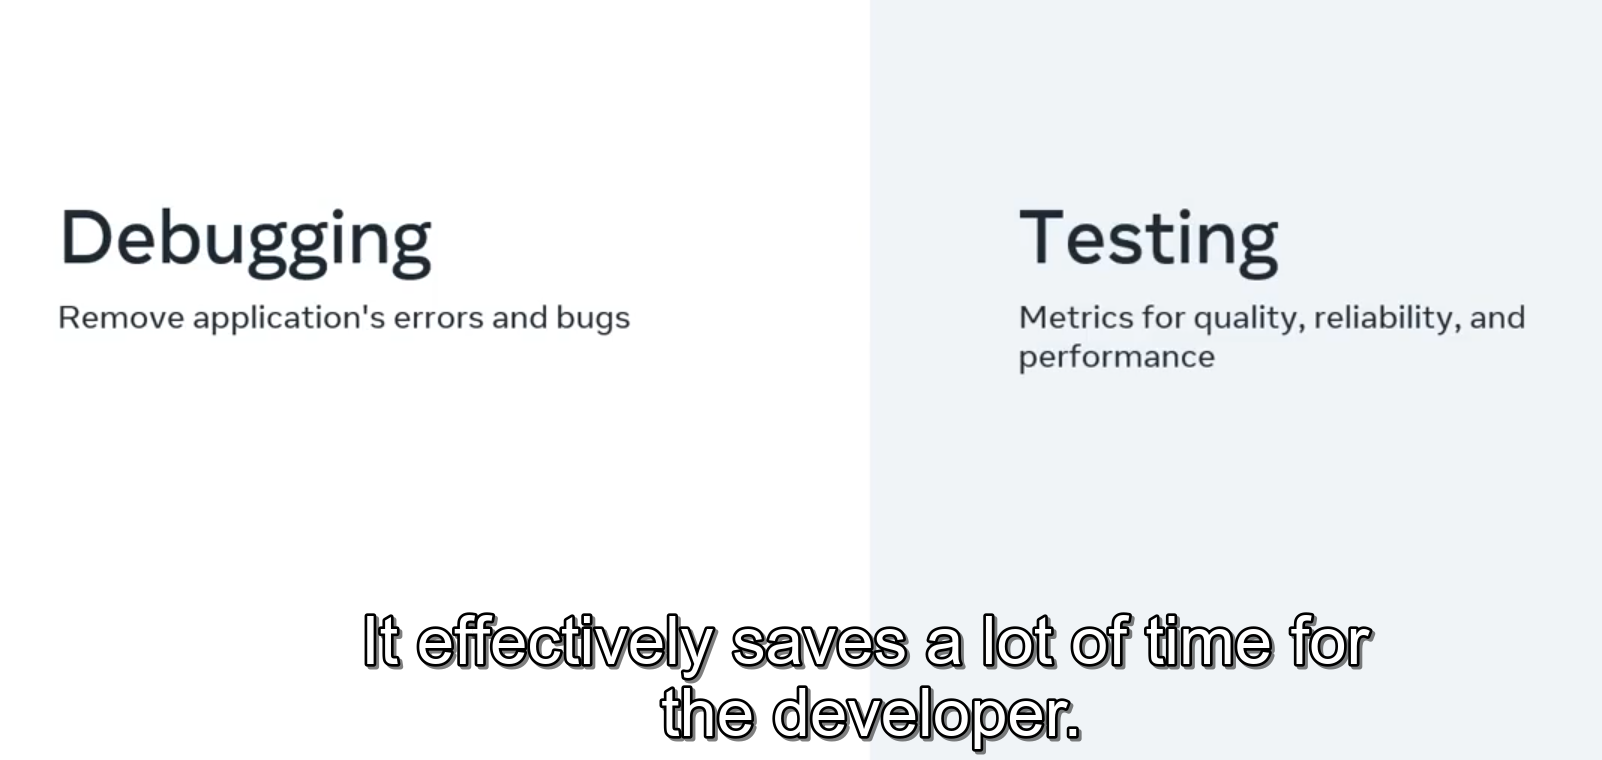 Debugging
Remove application's errors and bugs
Testing
Metrics for quality, reliability, and
performance
It effectively saves a lot of time for
the developer.